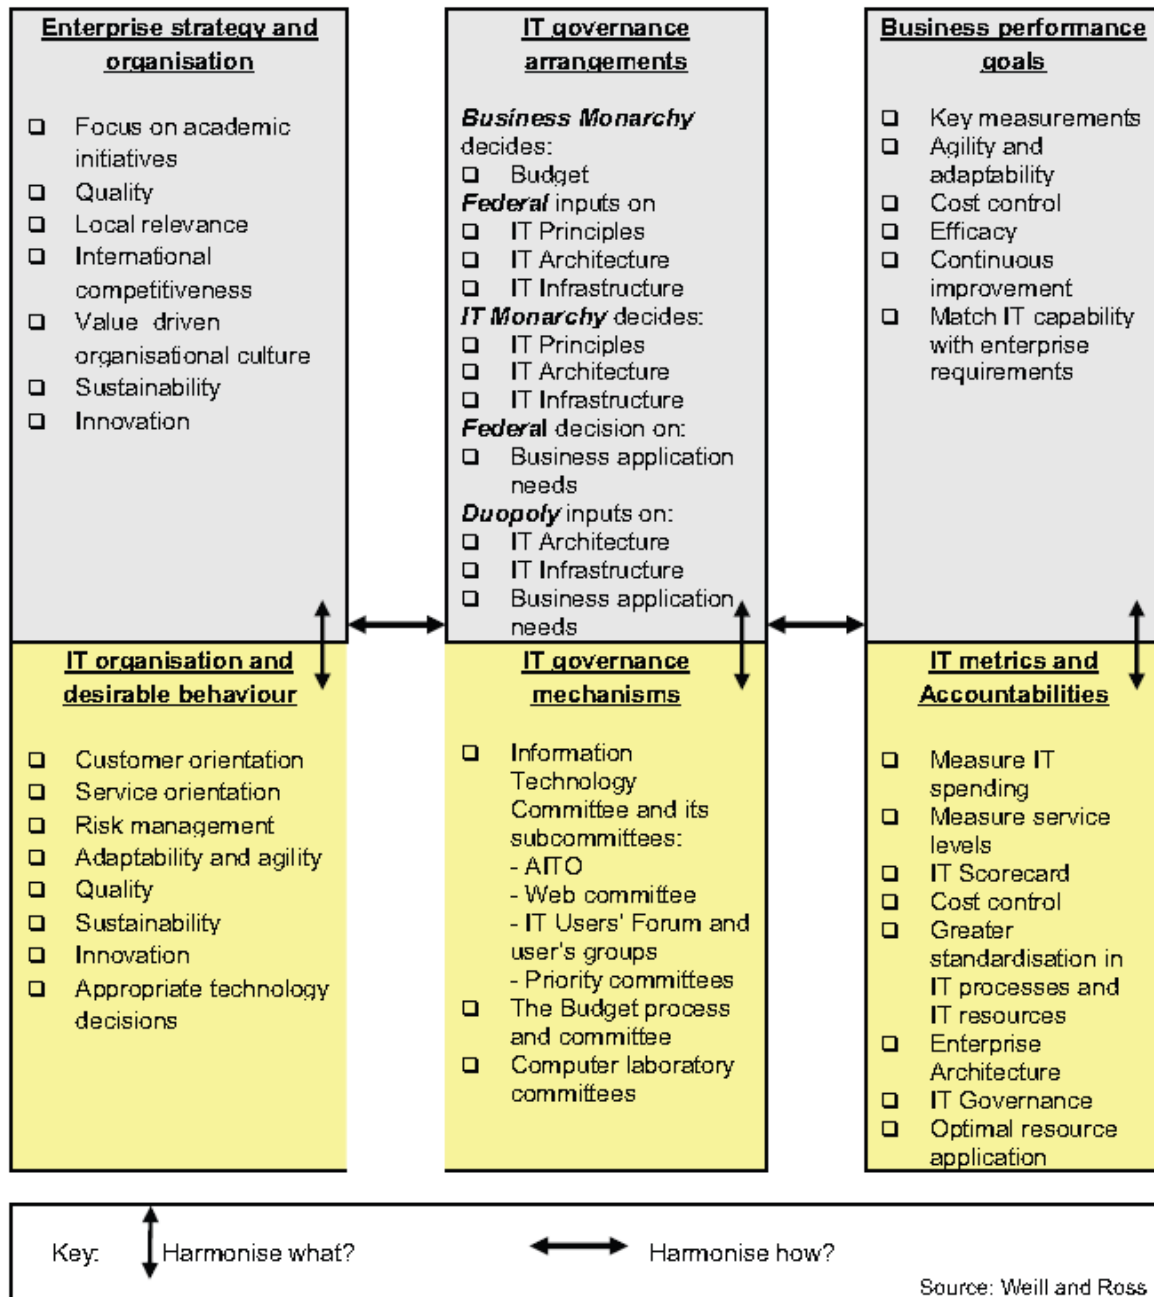 Enterprise strategy and
organisation
❑ Focus on academic
initiatives
❑ Quality
❑ Local relevance
❑ International
competitiveness
❑ Value driven
organisational culture
❑ Sustainability
❑ Innovation
IT governance
arrangements
Business Monarchy
decides:
❑ Budget
Federal inputs on
❑ IT Principles
❑ IT Architecture
❑ IT Infrastructure
IT Monarchy decides:
❑ IT Principles
❑ IT Architecture
❑ IT Infrastructure
Federal decision on:
❑ Business application
needs
Duopoly inputs on:
❑ IT Architecture
❑ IT Infrastructure
❑ Business application
needs
Business performance
goals
❑ Key measurements
❑ Agility and
adaptability
❑ Cost control
❑ Efficacy
❑ Continuous
improvement
❑ Match IT capability
with enterprise
requirements
IT organisation and
desirable behaviour
❑ Customer orientation
❑ Service orientation
❑ Risk management
❑ Adaptability and agility
❑ Quality
❑ Sustainability
❑ Innovation
❑ Appropriate technology
decisions
IT governance
mechanisms
❑ Information
Technology
Committee and its
subcommittees:
- AITO
- Web committee
- IT Users' Forum and
user's groups
- Priority committees
❑ The Budget process
and committee
❑ Computer laboratory
committees
IT metrics and
Accountabilities
❑ Measure IT
spending
❑ Measure service
levels
❑ IT Scorecard
❑ Cost control
❑ Greater
standardisation in
IT processes and
IT resources
❑ Enterprise
Architecture
❑ IT Governance
❑ Optimal resource
application
Key: Harmonise what? Harmonise how?
Source: Weill and Ross